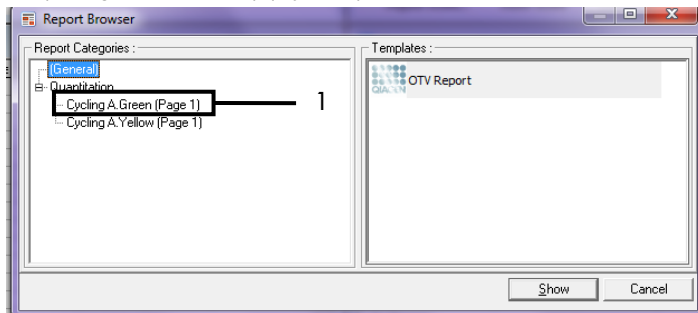 Report Browser
Report Categories :
(General)
Quantitation
Cycling A.Green (Page 1)
Cycling A.Yellow (Page 1)
1
Templates :
QIAGEN
OTV Report
Show
Cancel